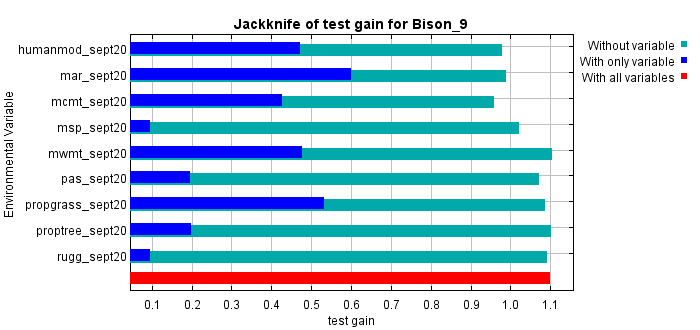 Jackknife of test gain for Bison_9
Environmental Variable
humanmod_sept20
mar_sept20
mcmt_sept20
msp_sept20
mwmt_sept20
pas_sept20
propgrass_sept20
proptree_sept20
rugg_sept20
0.1 0.2 0.3 0.4 0.5 0.6 0.7 0.8 0.9 1.0 1.1
test gain
Without variable
With only variable
With all variables